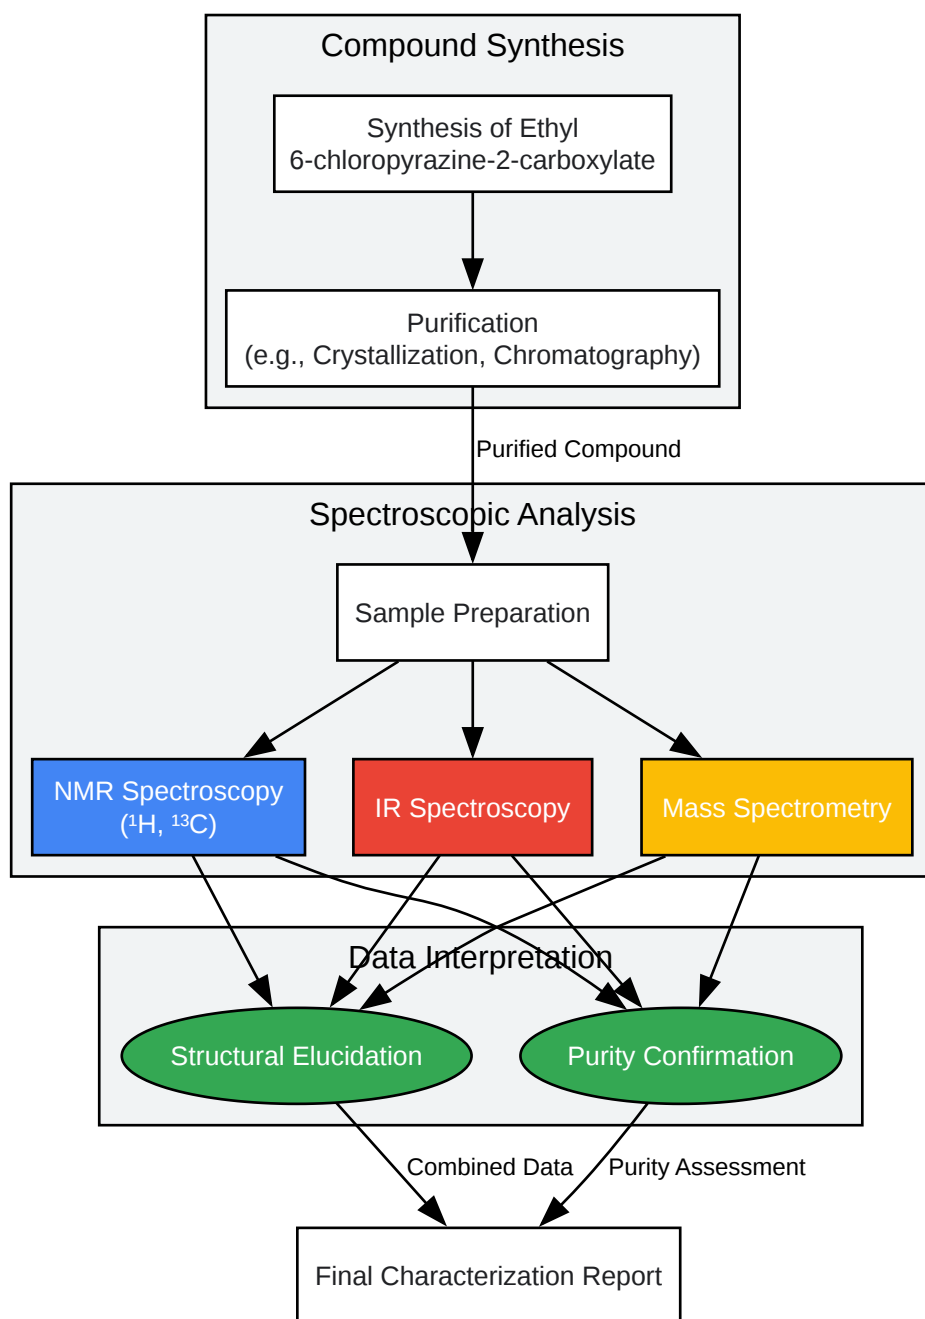 Compound Synthesis
Synthesis of Ethyl
6-chloropyrazine-2-carboxylate
Purification
(e.g., Crystallization, Chromatography)
Purified Compound
Spectroscopic Analysis
Sample Preparation
NMR Spectroscopy
(¹H, ¹³C)
IR Spectroscopy
Mass Spectrometry
Data Interpretation
Structural Elucidation
Purity Confirmation
Combined Data
Purity Assessment
Final Characterization Report